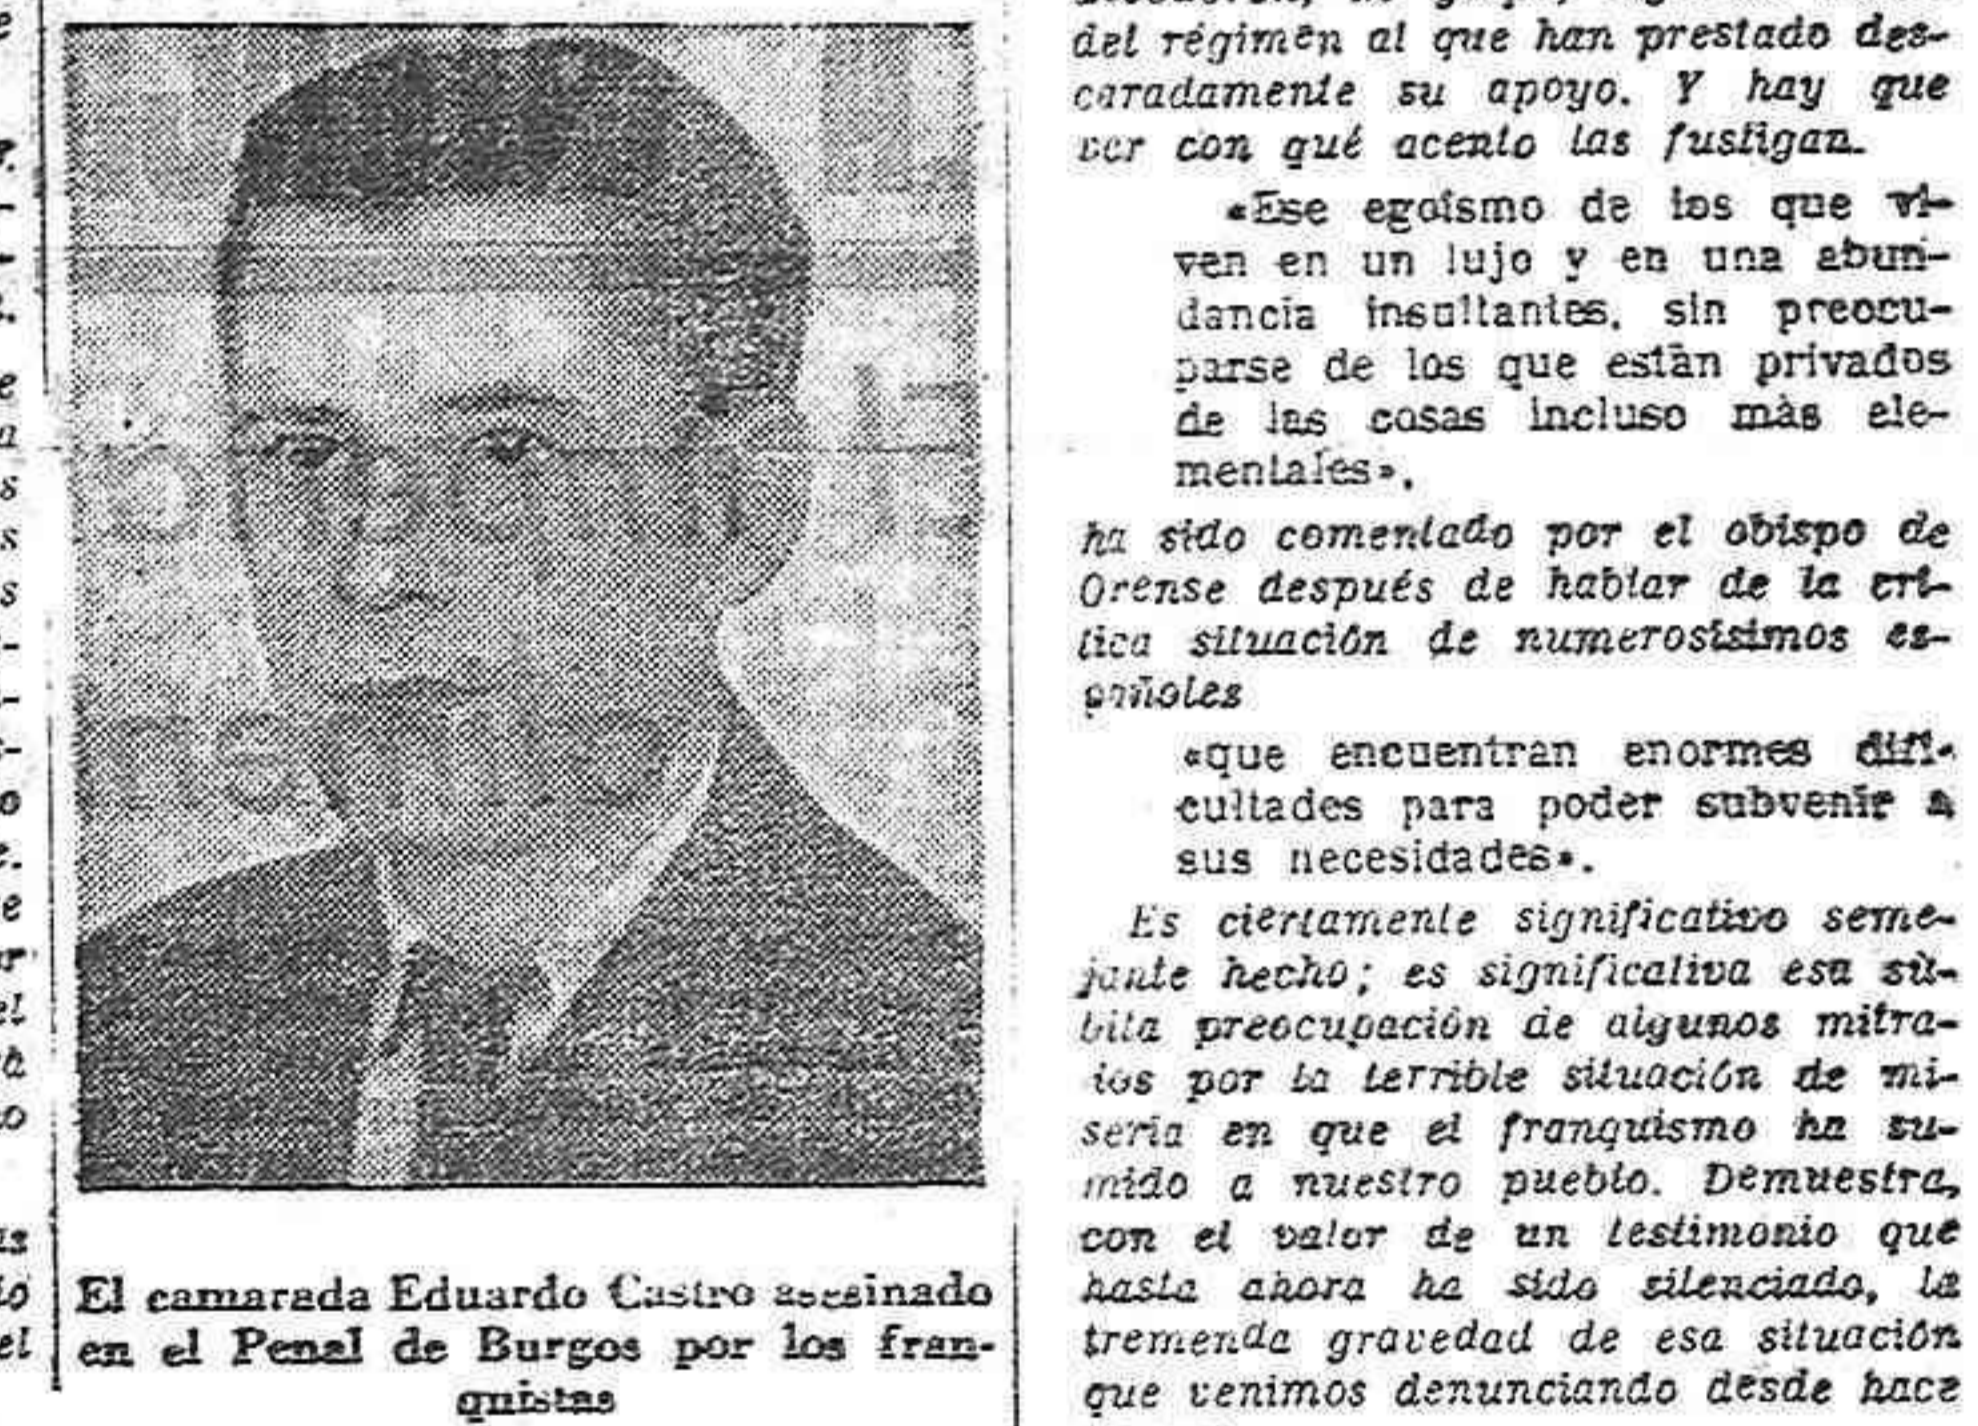 El camarada Eduardo Castro asesinado
en el Penal de Burgos por los fran-
quistas
del régimen al que han prestado des-
caradamente su apoyo. Y hay que
ver con qué acento las fustigan.
«Ese egoísmo de los que vi-
ven en un lujo y en una abun-
dancia insultantes, sin preocu-
parse de los que estàn privados
de las cosas incluso màs ele-
mentales»,
ha sido comentado por el obispo de
Orense después de hablar de la crí-
tica situación de numerosísimos es-
pañoles
«que encuentran enormes difi-
cultades para poder subvenir a
sus necesidades».
Es ciertamente significativo seme-
jante hecho; es significativa esa sù-
bita preocupación de algunos mitra-
dos por la terrible situación de mi-
seria en que el franquismo ha su-
mido a nuestro pueblo. Demuestra,
con el valor de un testimonio que
hasta ahora ha sido silenciado, la
tremenda gravedad de esa situación
que venimos denunciando desde hace